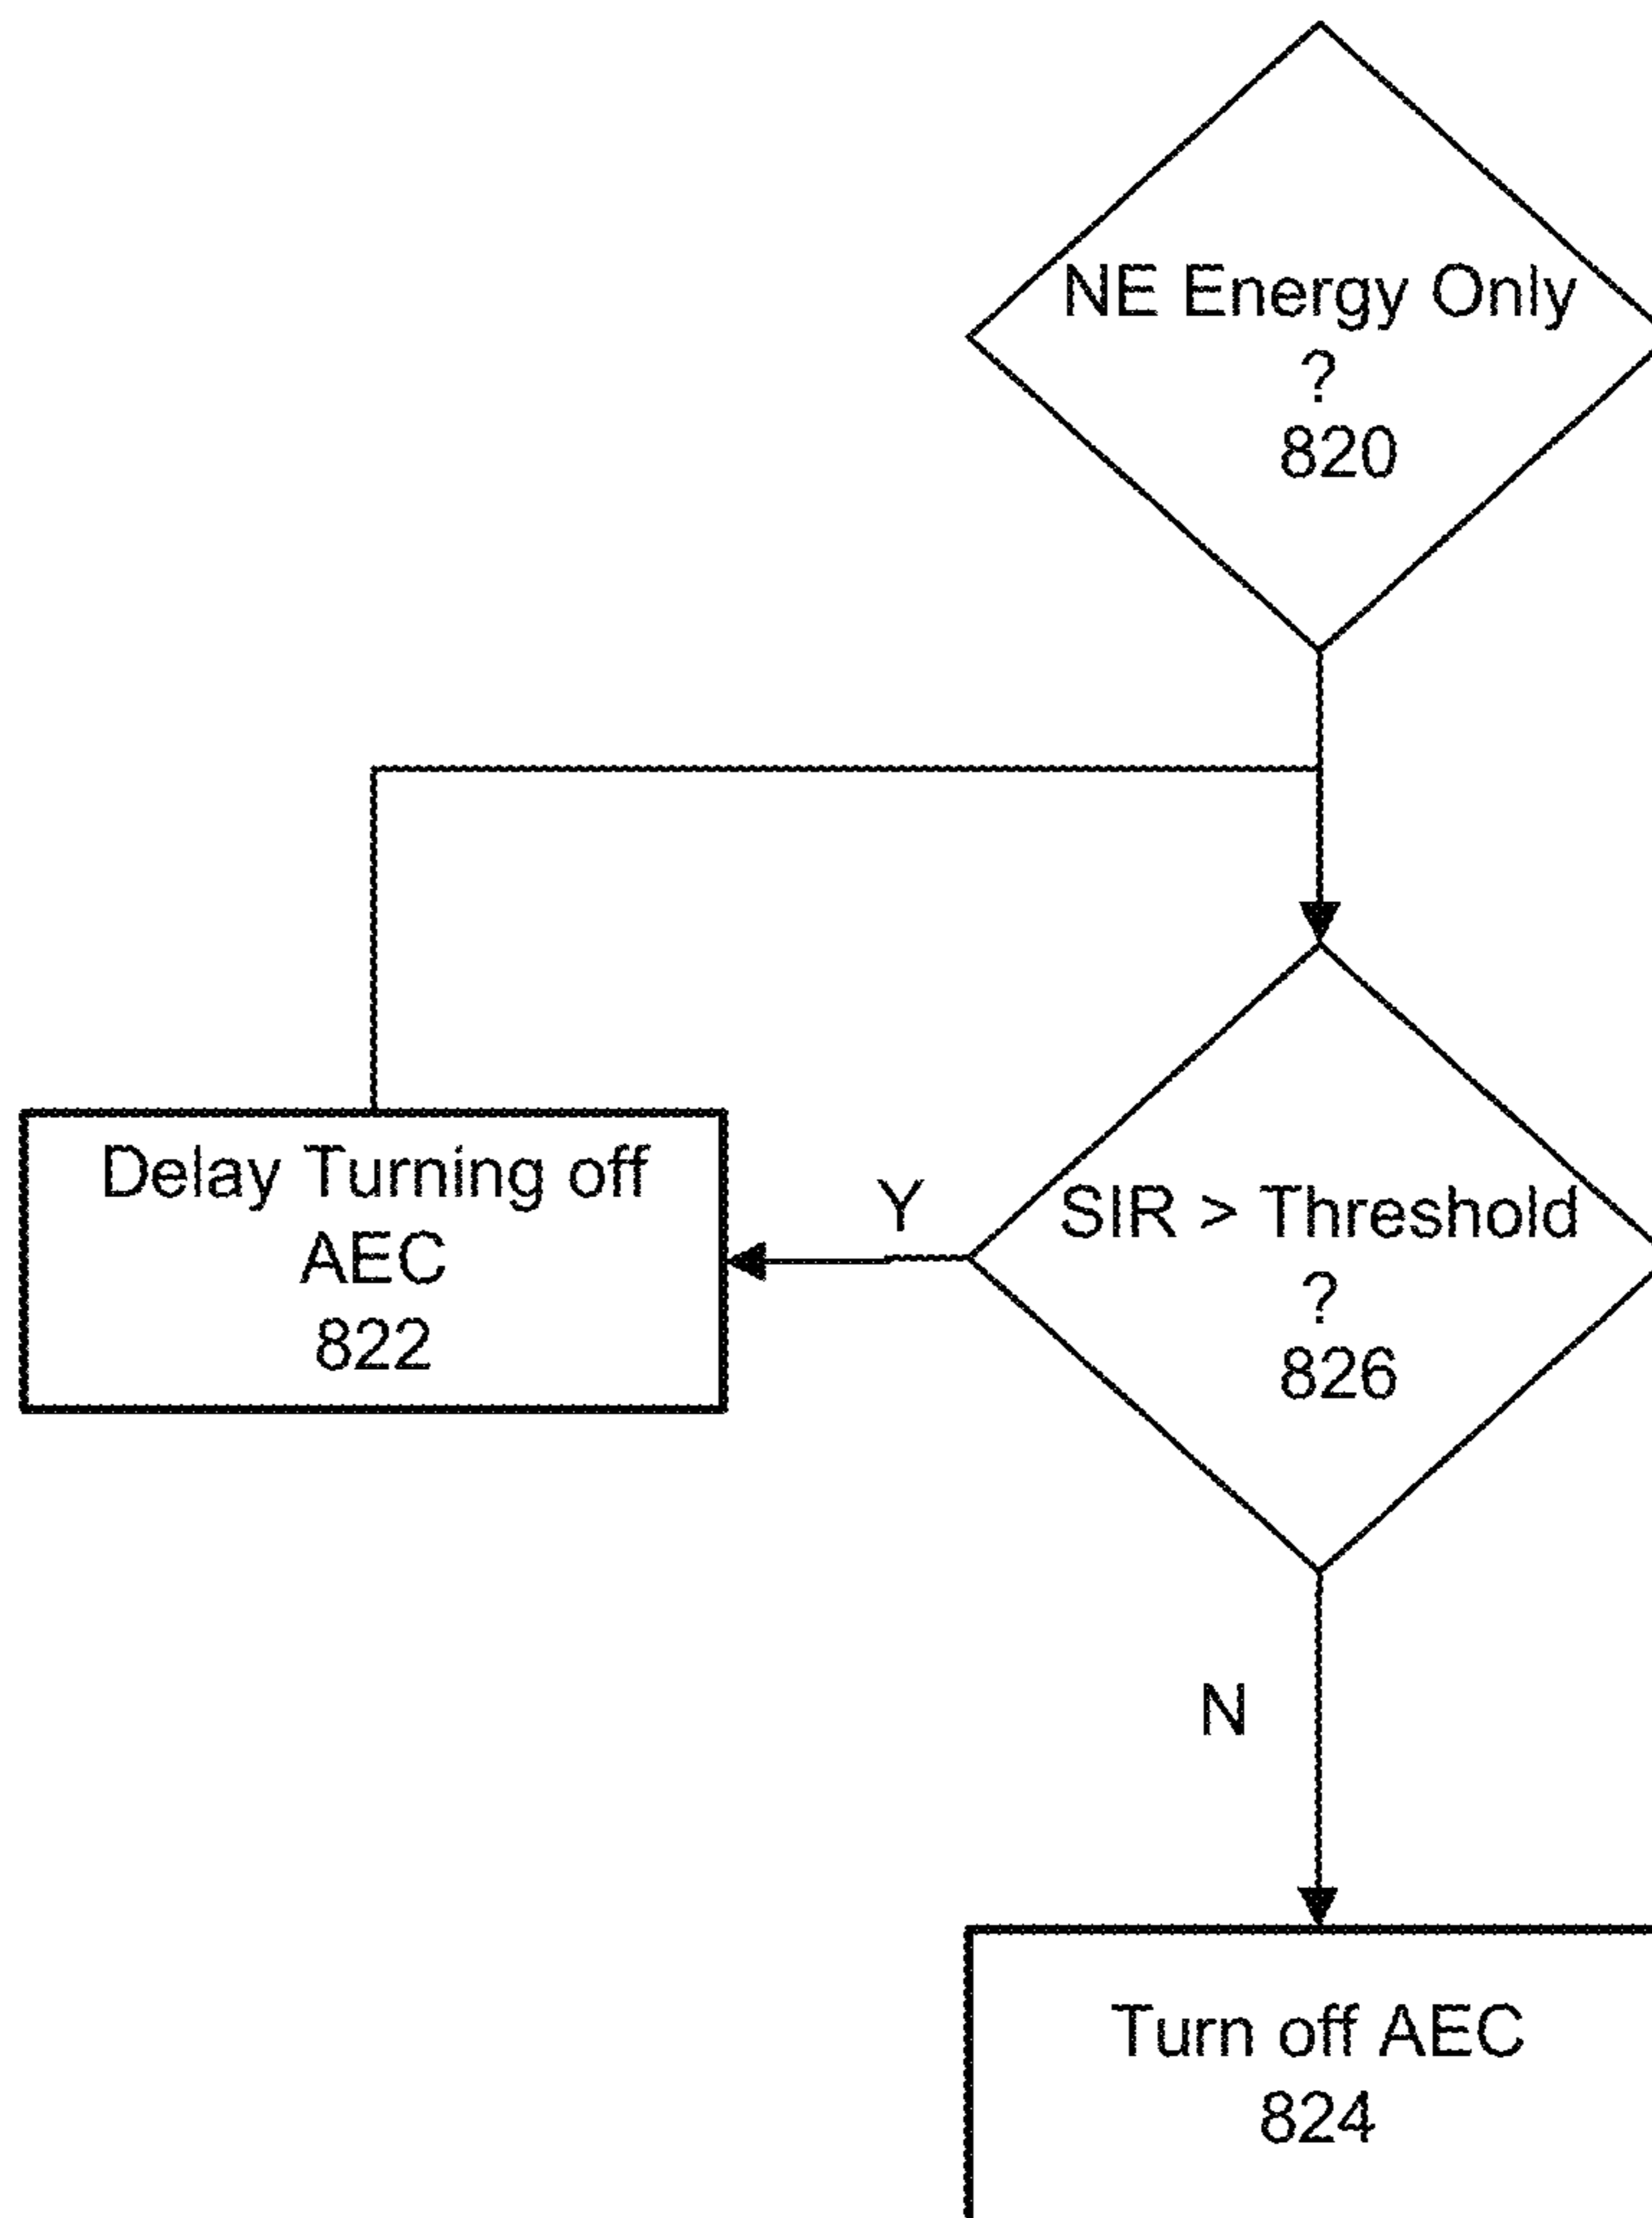 NE Energy Only
?
820
Delay Turning off
AEC
822
Y
SIR > Threshold
?
826
N
Turn off AEC
824